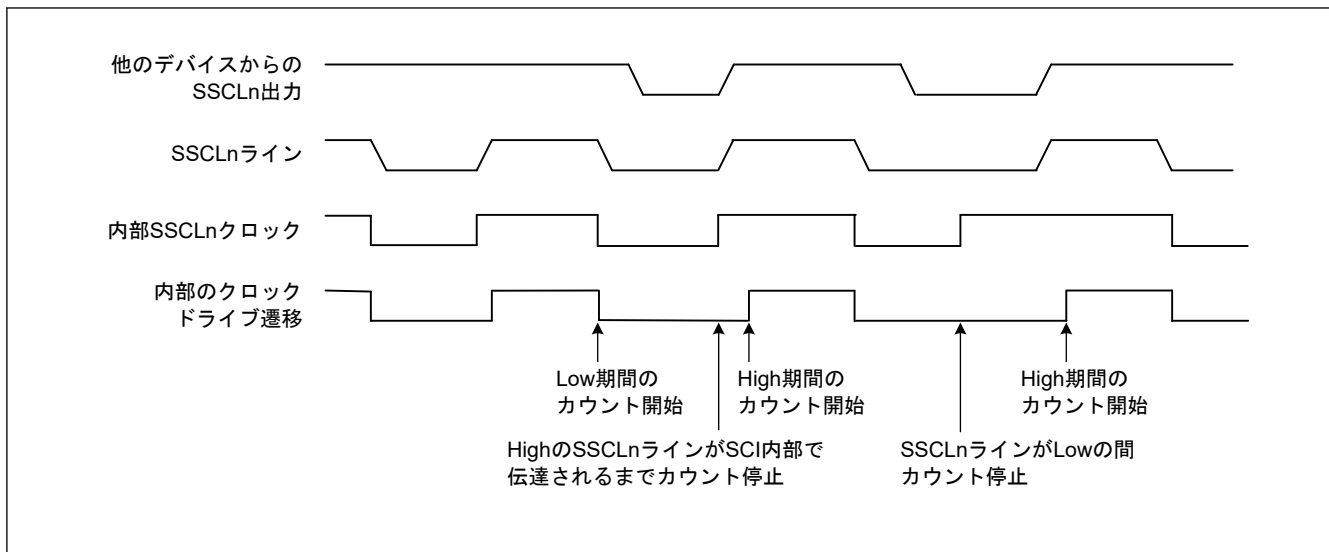 他のデバイスからの
SSCLn出力
SSCLnライン
内部SSCLnクロック
内部のクロック
ドライブ遷移
Low期間の
カウント開始
High期間の
カウント開始
High期間の
カウント開始
HighのSSCLnラインがSCI内部で
伝達されるまでカウント停止
SSCLnラインがLowの間
カウント停止